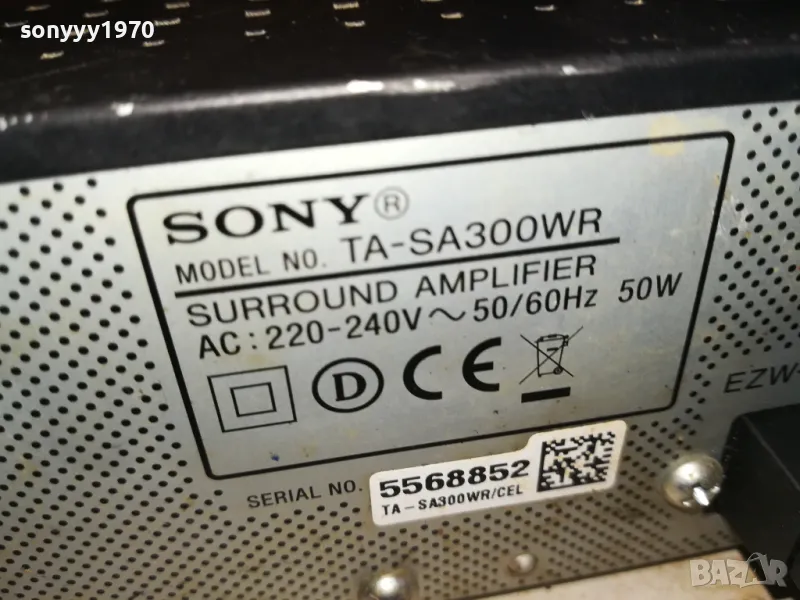 sonyyy1970
SONY®
MODEL NO. TA-SA300WR
SURROUND AMPLIFIER
AC: 220-240V~50/60Hz 50W
D CE
EZW-
SERIAL NO. 5568852
TA-SA300WR/CEL
BAZAR